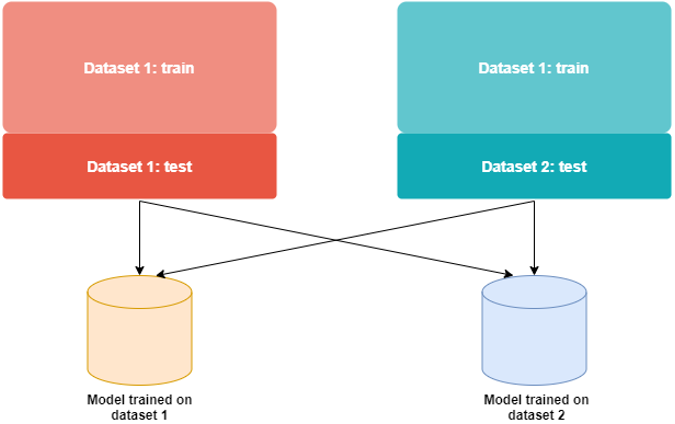 Dataset 1: train
Dataset 1: train
Dataset 1: test
Dataset 2: test
Model trained on
dataset 1
Model trained on
dataset 2